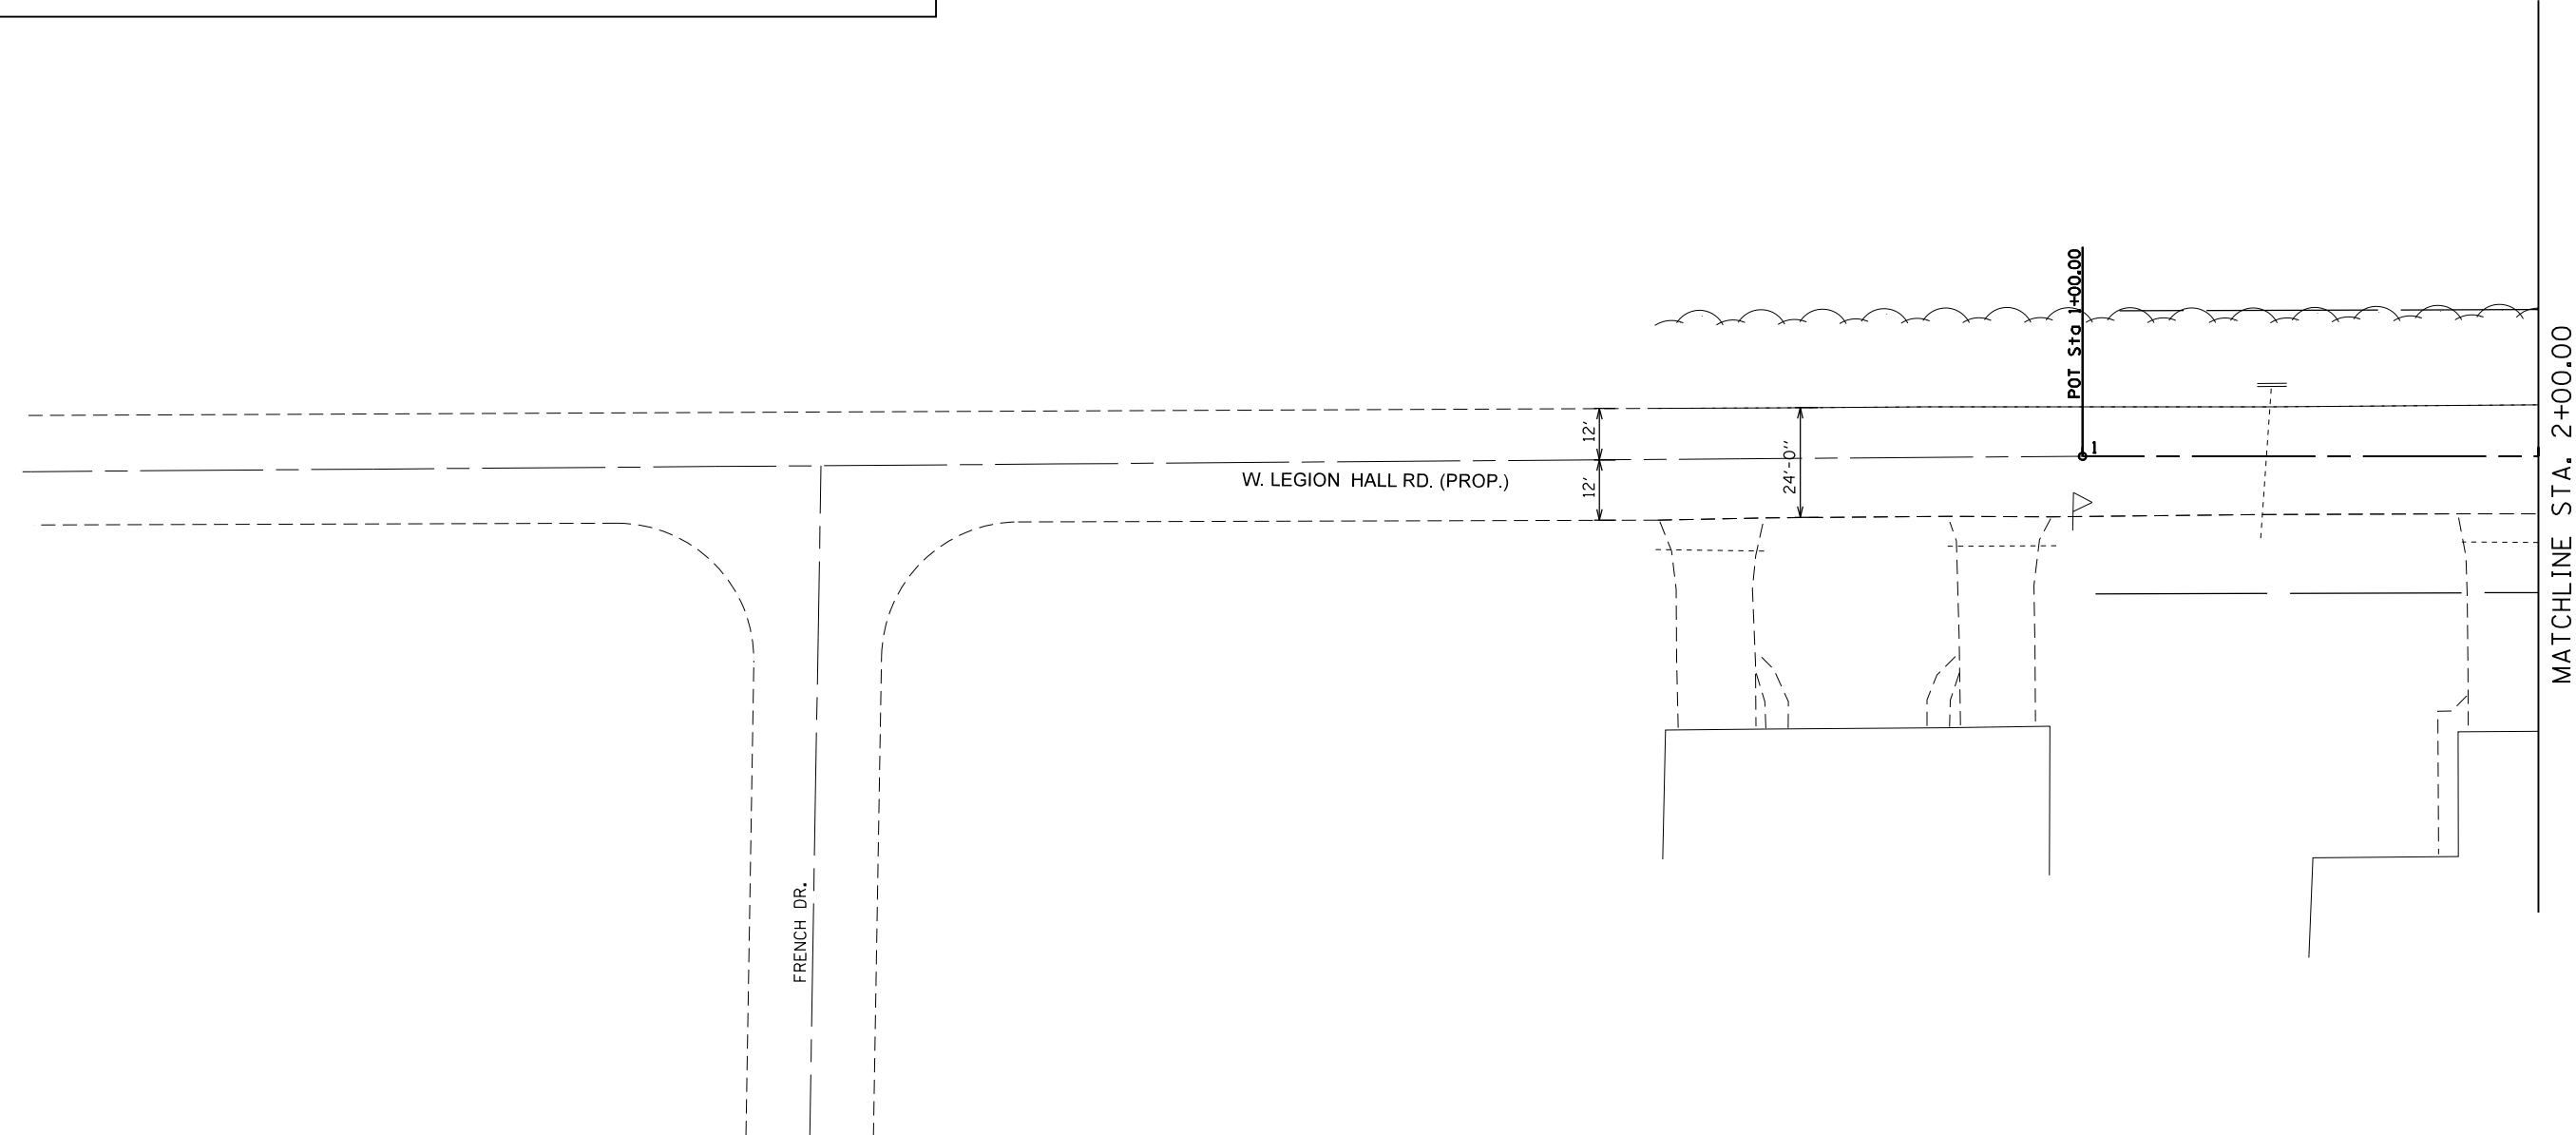 POT Sta 1+00.00
1
12'
12'
24'-0''
W. LEGION HALL RD. (PROP.)
FRENCH DR.
MATCHLINE STA. 2+00.00